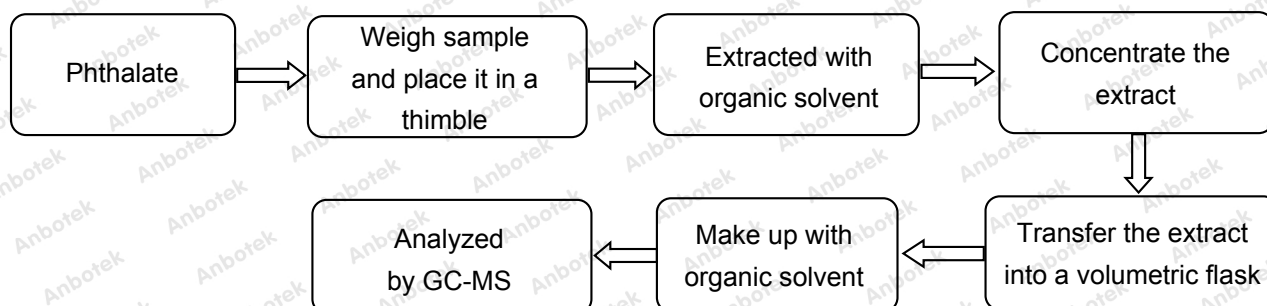 Phthalate
Weigh sample
and place it in a
thimble
Extracted with
organic solvent
Concentrate the
extract
Transfer the extract
into a volumetric flask
Make up with
organic solvent
Analyzed
by GC-MS
Anbotek